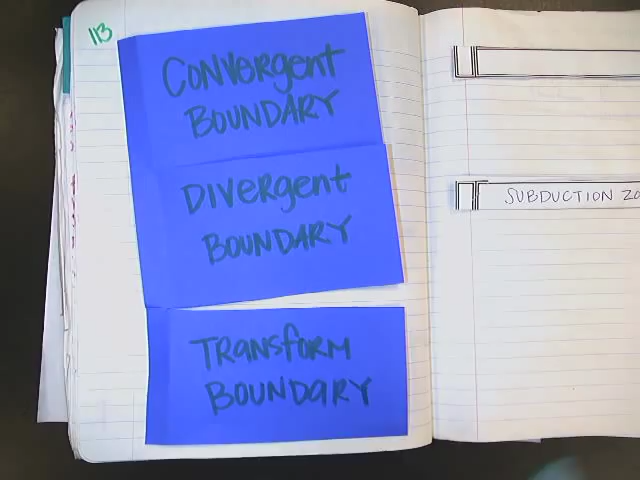 113
CONVergent
BOUNDARY
DIVergent
BOUNDARY
TRansfoRM
BOUNDaRY
SUBDUCTION ZO